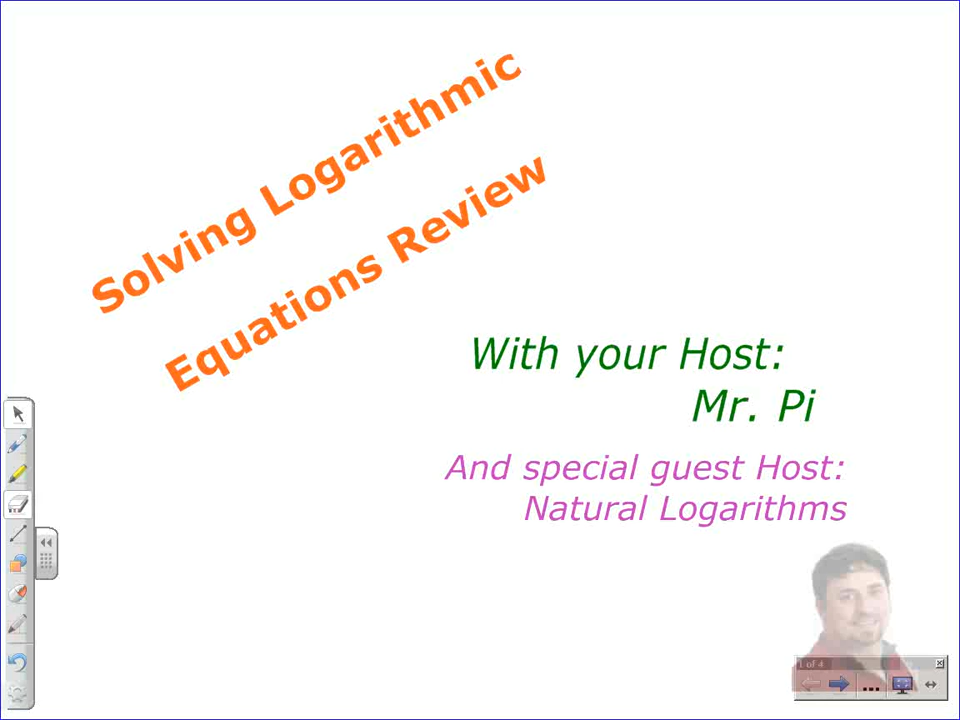 Solving Logarithmic
Equations Review
With your Host:
Mr. Pi
And special guest Host:
Natural Logarithms
1 of 4
...